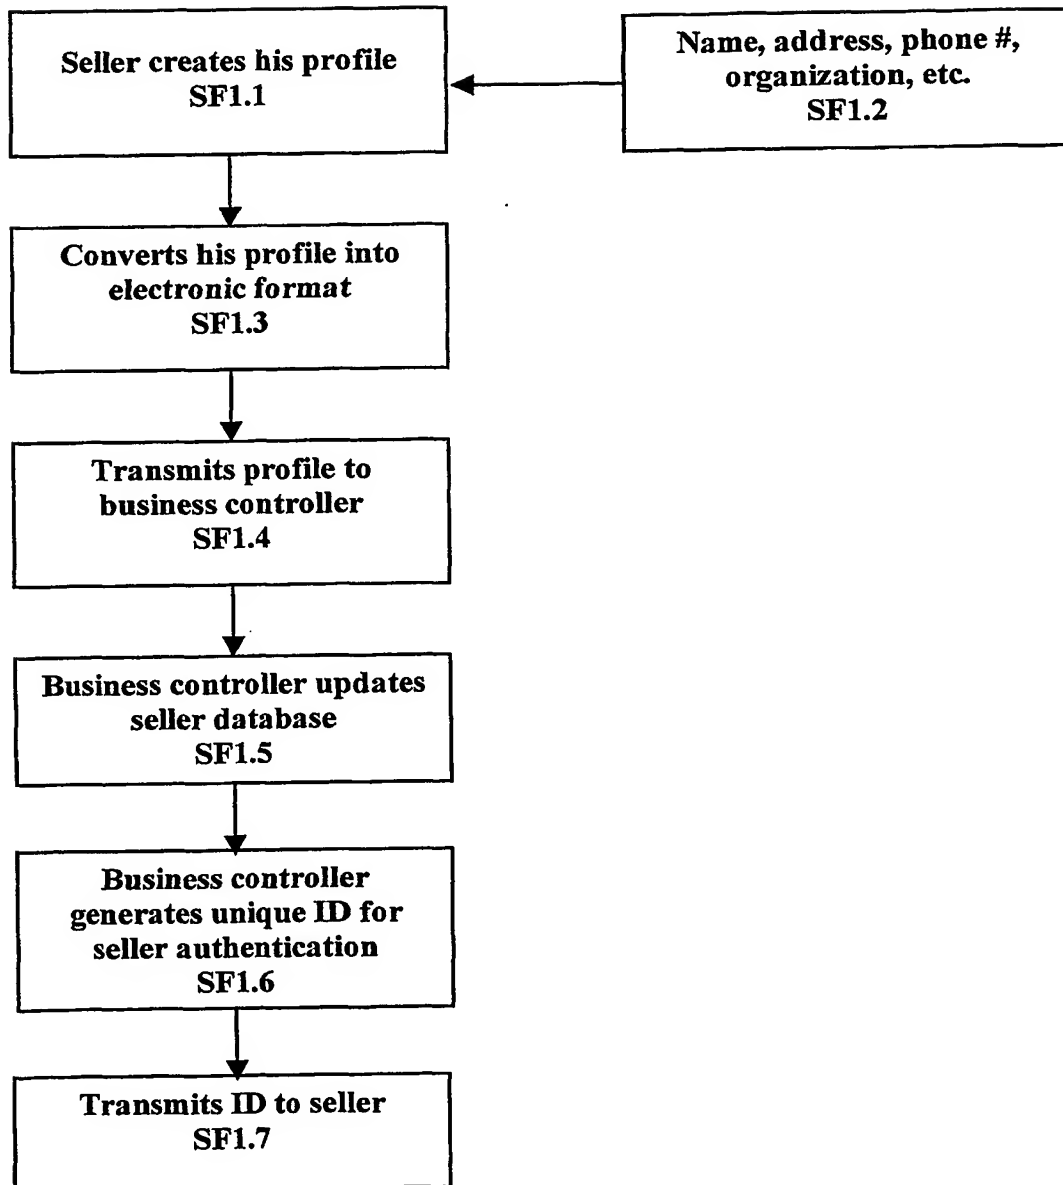 Seller creates his profile
SF1.1
Name, address, phone #,
organization, etc.
SF1.2
Converts his profile into
electronic format
SF1.3
Transmits profile to
business controller
SF1.4
Business controller updates
seller database
SF1.5
Business controller
generates unique ID for
seller authentication
SF1.6
Transmits ID to seller
SF1.7